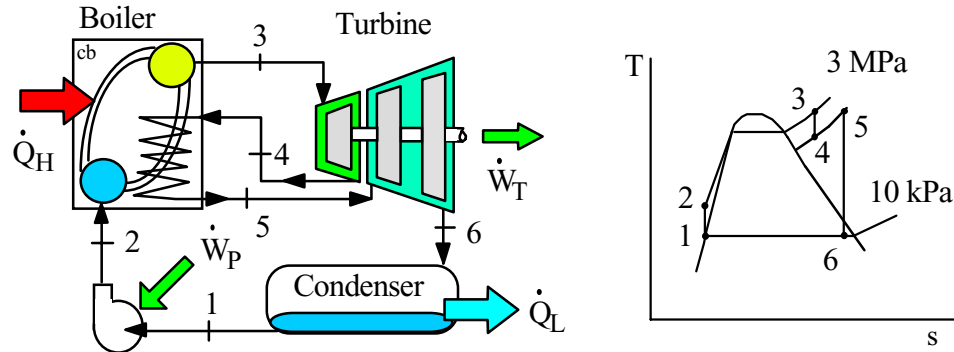 Boiler
Turbine
cb
3
Q̇H
4
ẆT
5
6
2
ẆP
1
Condenser
Q̇L
T
3 MPa
3
5
4
2
10 kPa
1
6
s